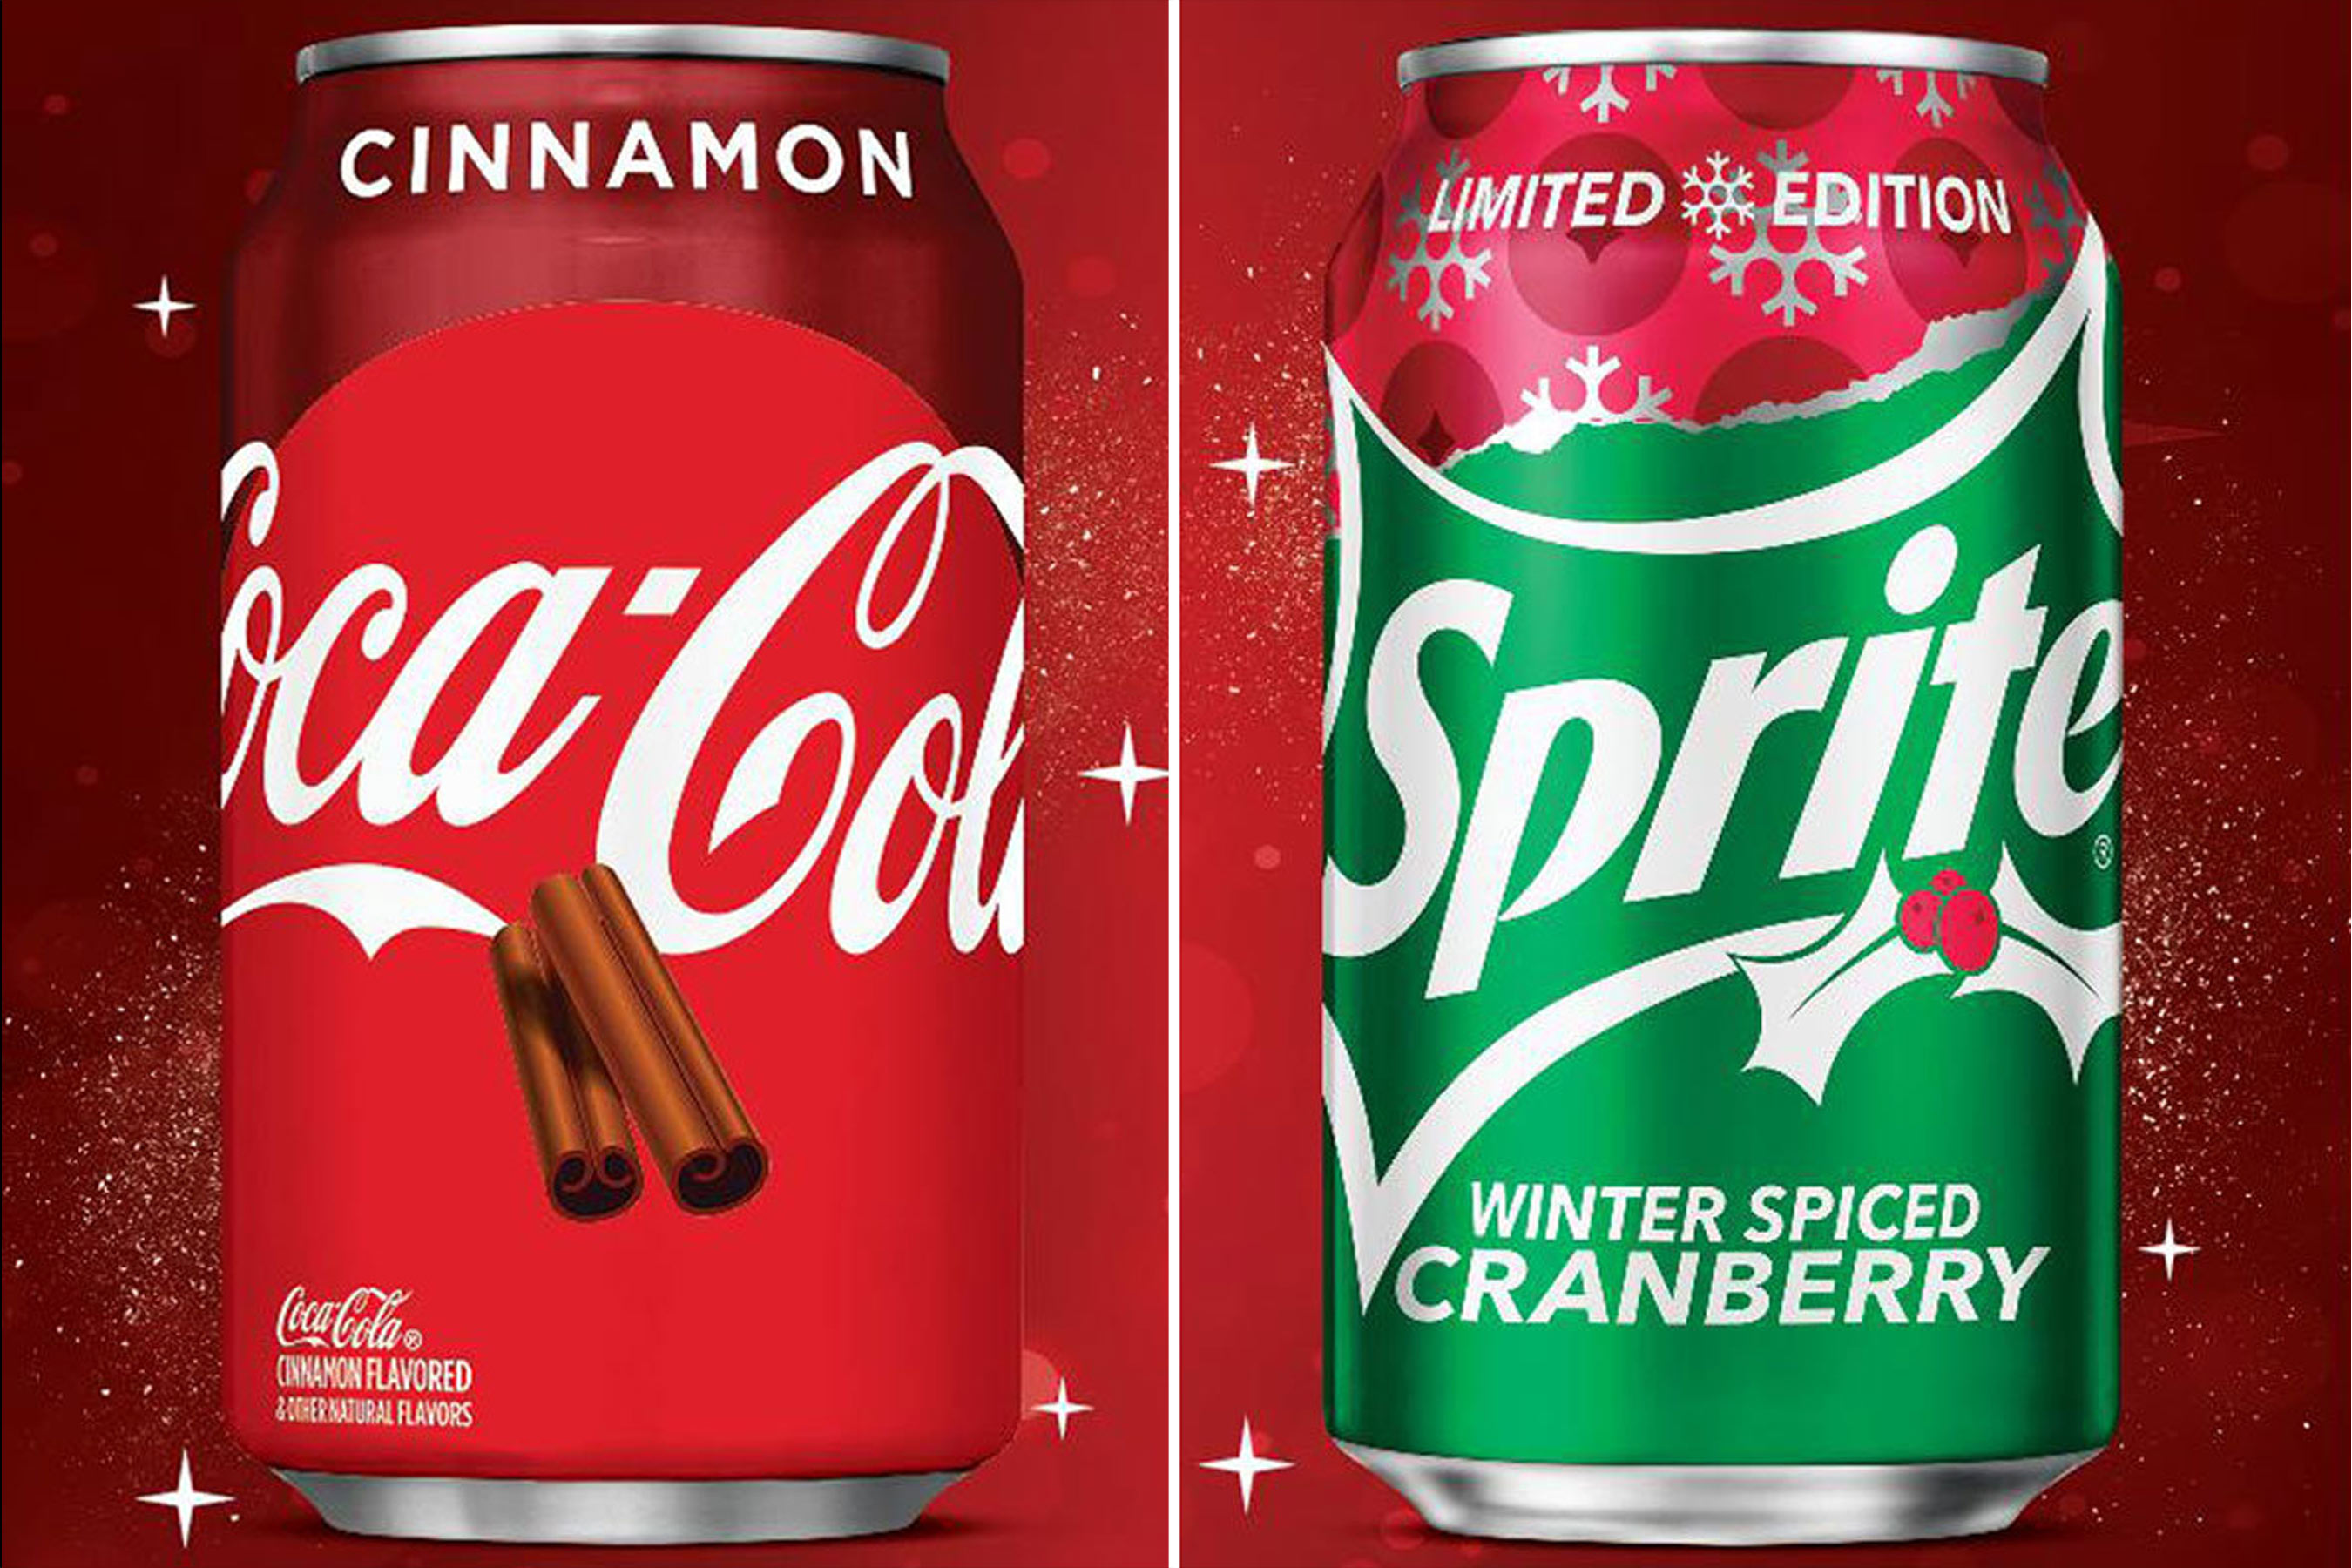 CINNAMON
Coca-Col
Coca-Cola®
CINNAMON FLAVORED
& OTHER NATURAL FLAVORS
LIMITED EDITION
Sprite®
WINTER SPICED
CRANBERRY